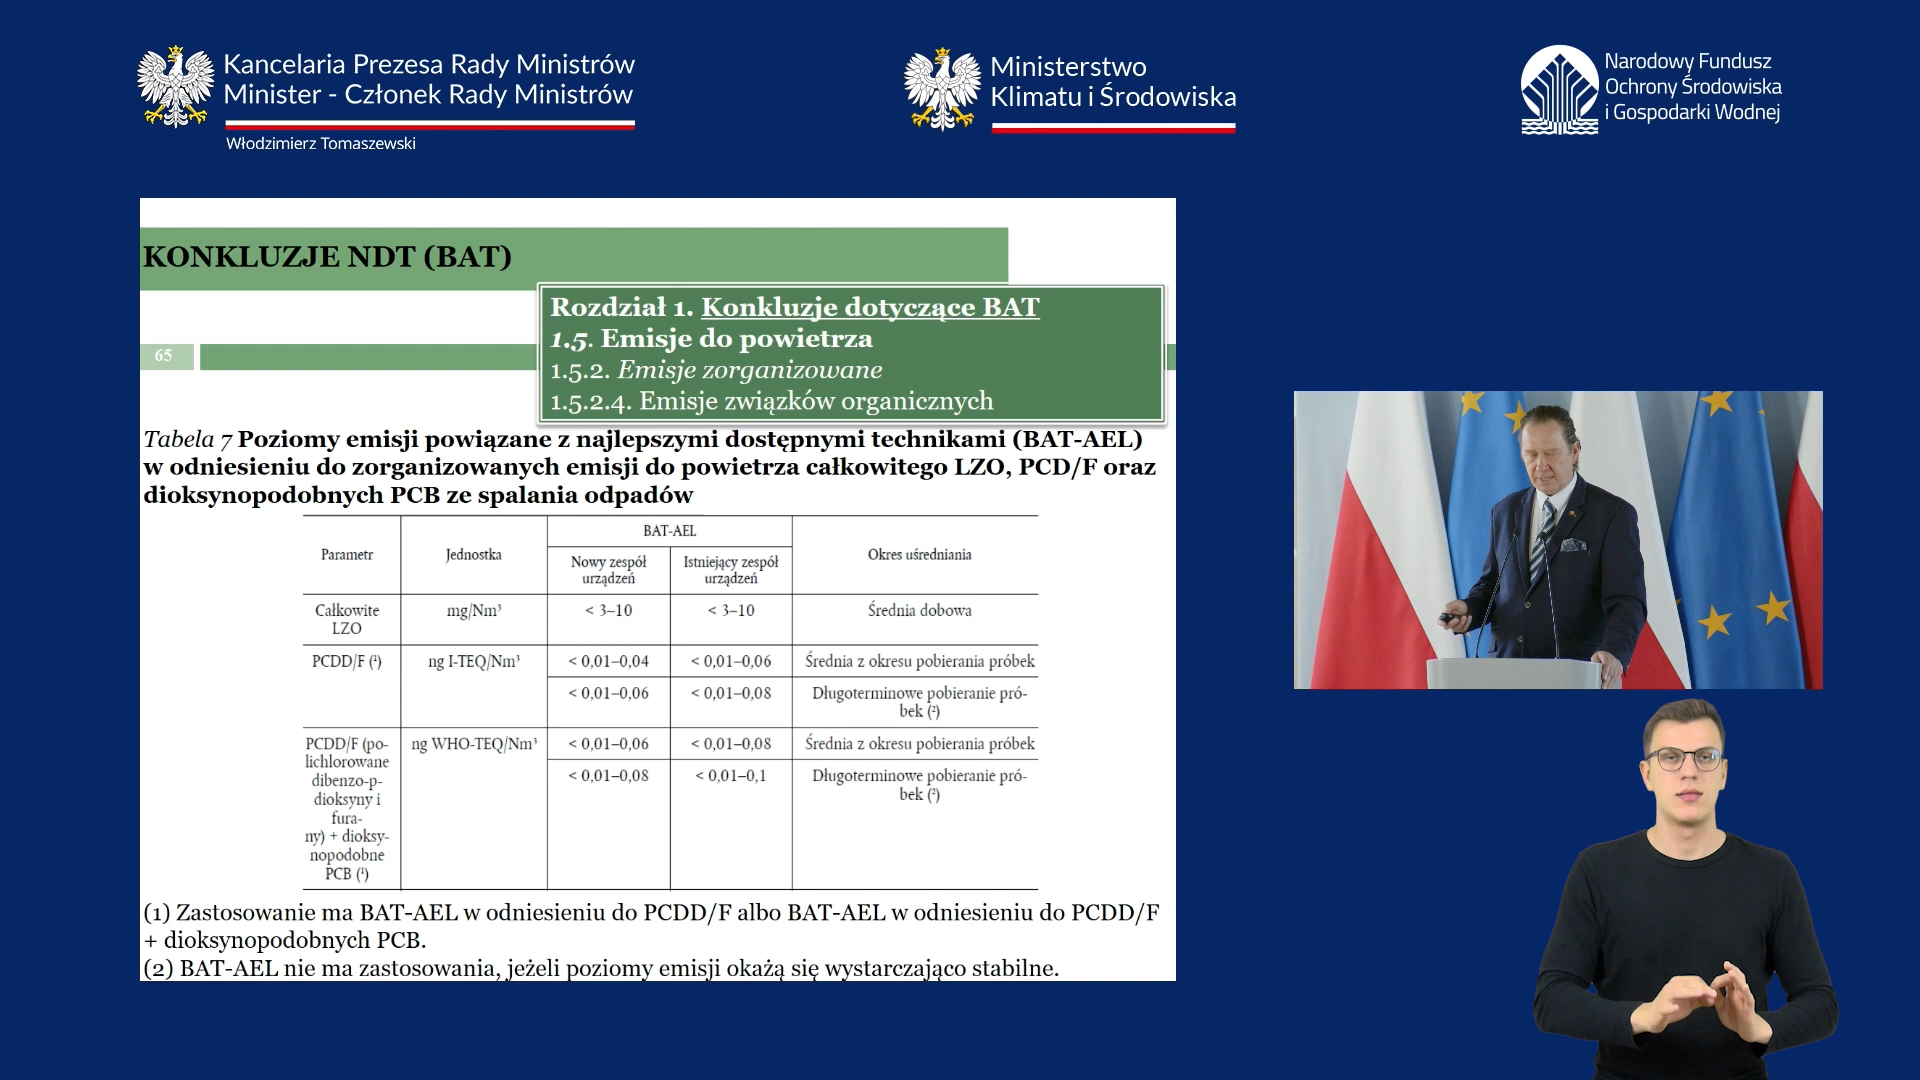 Kancelaria Prezesa Rady Ministrów
Minister - Członek Rady Ministrów
Włodzimierz Tomaszewski
Ministerstwo
Klimatu i Środowiska
Narodowy Fundusz
Ochrony Środowiska
i Gospodarki Wodnej
KONKLUZJE NDT (BAT)
Rozdział 1. Konkluzje dotyczące BAT
1.5. Emisje do powietrza
1.5.2. Emisje zorganizowane
1.5.2.4. Emisje związków organicznych
65
Tabela 7 Poziomy emisji powiązane z najlepszymi dostępnymi technikami (BAT-AEL)
w odniesieniu do zorganizowanych emisji do powietrza całkowitego LZO, PCD/F oraz
dioksynopodobnych PCB ze spalania odpadów
Parametr
Jednostka
BAT-AEL
Nowy zespół
urządzeń
Istniejący zespół
urządzeń
Okres uśredniania
Całkowite
LZO
mg/Nm³
< 3–10
< 3–10
Średnia dobowa
PCDD/F (¹)
ng I-TEQ/Nm³
< 0,01–0,04
< 0,01–0,06
Średnia z okresu pobierania próbek
< 0,01–0,06
< 0,01–0,08
Długoterminowe pobieranie pró-
bek (²)
PCDD/F (po-
lichlorowane
dibenzo-p-
dioksyny i
fura-
ny) + dioksy-
nopodobne
PCB (¹)
ng WHO-TEQ/Nm³
< 0,01–0,06
< 0,01–0,08
Średnia z okresu pobierania próbek
< 0,01–0,08
< 0,01–0,1
Długoterminowe pobieranie pró-
bek (²)
(1) Zastosowanie ma BAT-AEL w odniesieniu do PCDD/F albo BAT-AEL w odniesieniu do PCDD/F
+ dioksynopodobnych PCB.
(2) BAT-AEL nie ma zastosowania, jeżeli poziomy emisji okażą się wystarczająco stabilne.